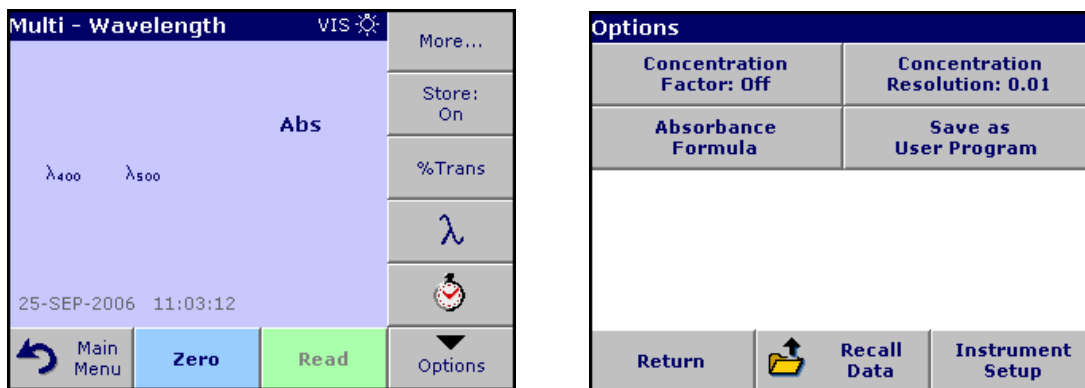 Multi - Wavelength VIS
More...
Store:
On
Abs
%Trans
λ400 λ500
λ
25-SEP-2006 11:03:12
Main
Menu
Zero
Read
Options
Options
Concentration
Factor: Off
Concentration
Resolution: 0.01
Absorbance
Formula
Save as
User Program
Return
Recall
Data
Instrument
Setup